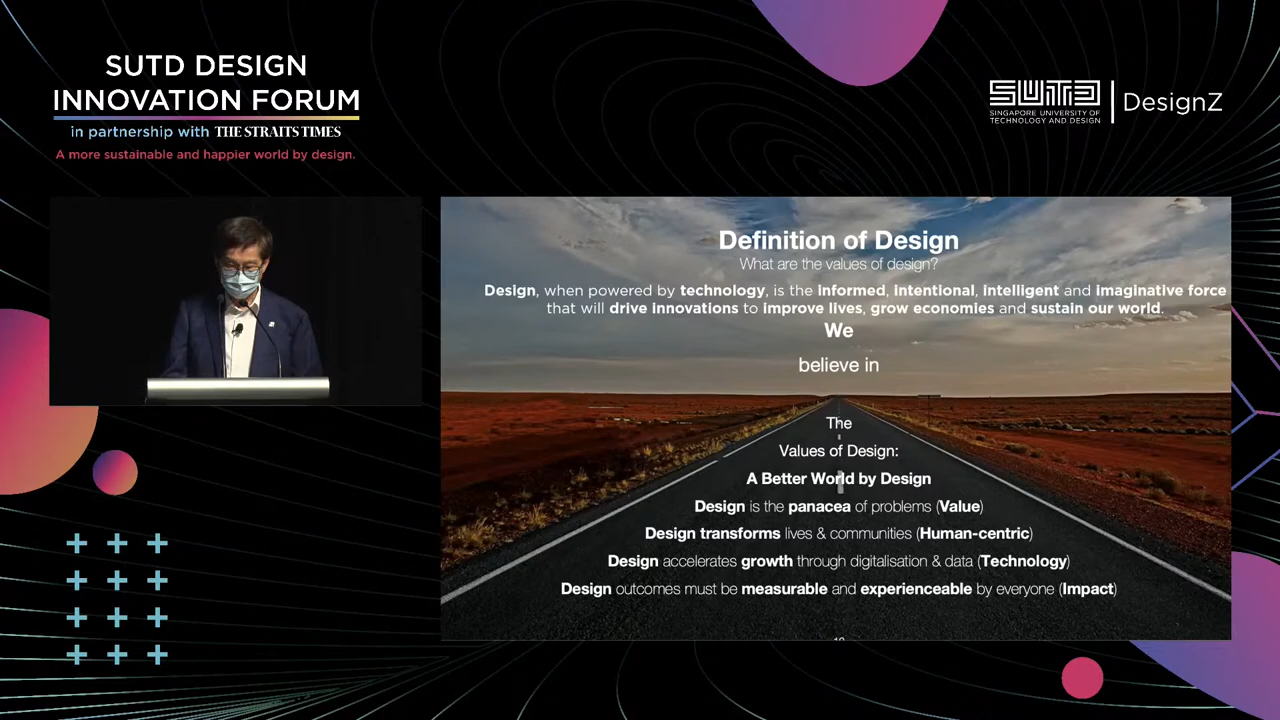 SUTD DESIGN
INNOVATION FORUM
in partnership with THE STRAITS TIMES
A more sustainable and happier world by design.
SUTD
SINGAPORE UNIVERSITY OF
TECHNOLOGY AND DESIGN
DesignZ
Definition of Design
What are the values of design?
Design, when powered by technology, is the informed, intentional, intelligent and imaginative force
that will drive innovations to improve lives, grow economies and sustain our world.
We
believe in
The
Values of Design:
A Better World by Design
Design is the panacea of problems (Value)
Design transforms lives & communities (Human-centric)
Design accelerates growth through digitalisation & data (Technology)
Design outcomes must be measurable and experienceable by everyone (Impact)